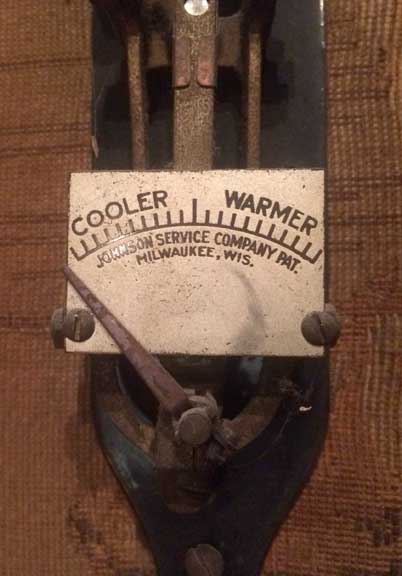 COOLER WARMER
JOHNSON SERVICE COMPANY PAT.
MILWAUKEE, WIS.